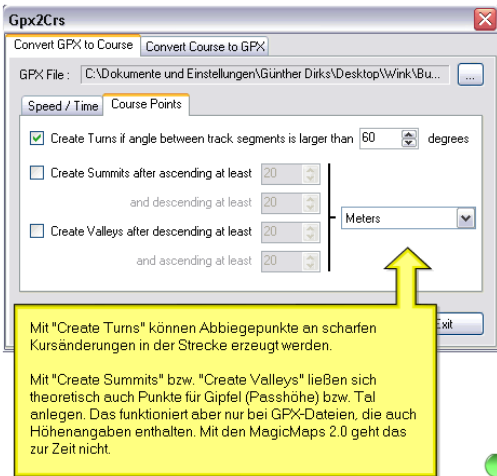 Gpx2Crs
Convert GPX to Course Convert Course to GPX
GPX File : C:\Dokumente und Einstellungen\Günther Dirks\Desktop\Wink\Bu... ...
Speed / Time Course Points
Create Turns if angle between track segments is larger than 60 degrees
Create Summits after ascending at least 20
and descending at least 20
Meters
Create Valleys after descending at least 20
and ascending at least 20
Exit
Mit "Create Turns" können Abbiegepunkte an scharfen
Kursänderungen in der Strecke erzeugt werden.
Mit "Create Summits" bzw. "Create Valleys" ließen sich
theoretisch auch Punkte für Gipfel (Passhöhe) bzw. Tal
anlegen. Das funktioniert aber nur bei GPX-Dateien, die auch
Höhenangaben enthalten. Mit den MagicMaps 2.0 geht das
zur Zeit nicht.